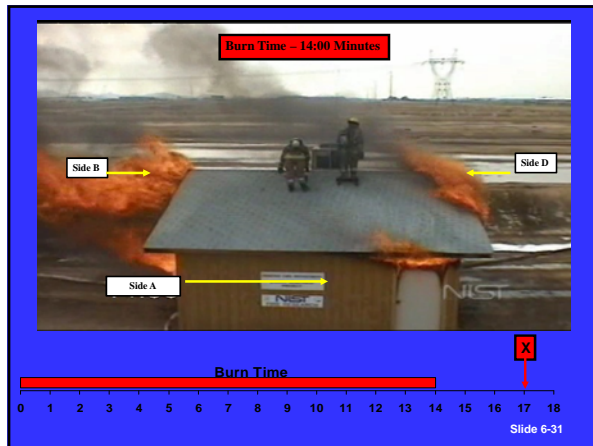 Burn Time – 14:00 Minutes
Side B
Side D
Side A
NIST
NIST
X
Burn Time
0 1 2 3 4 5 6 7 8 9 10 11 12 13 14 15 16 17 18
Slide 6-31